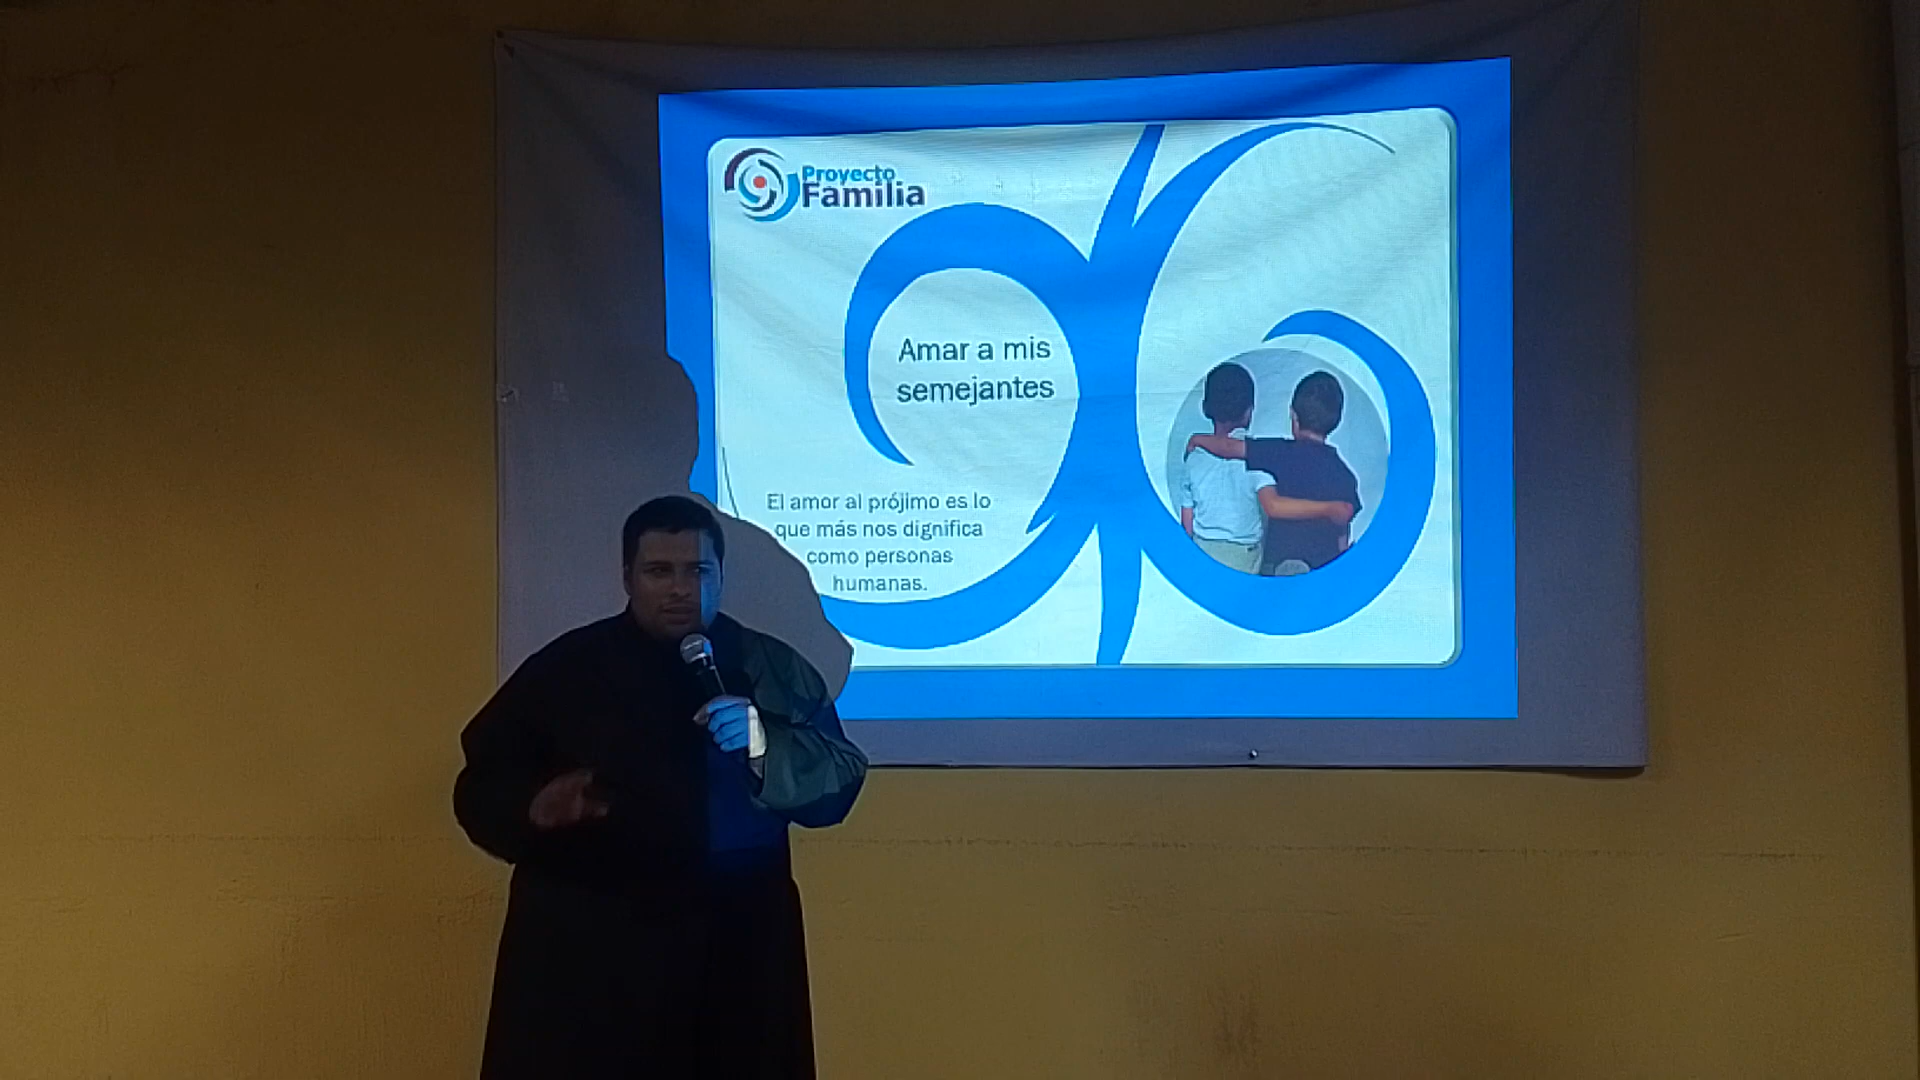 Proyecto
Familia
Amar a mis
semejantes
El amor al prójimo es lo
que más nos dignifica
como personas
humanas.